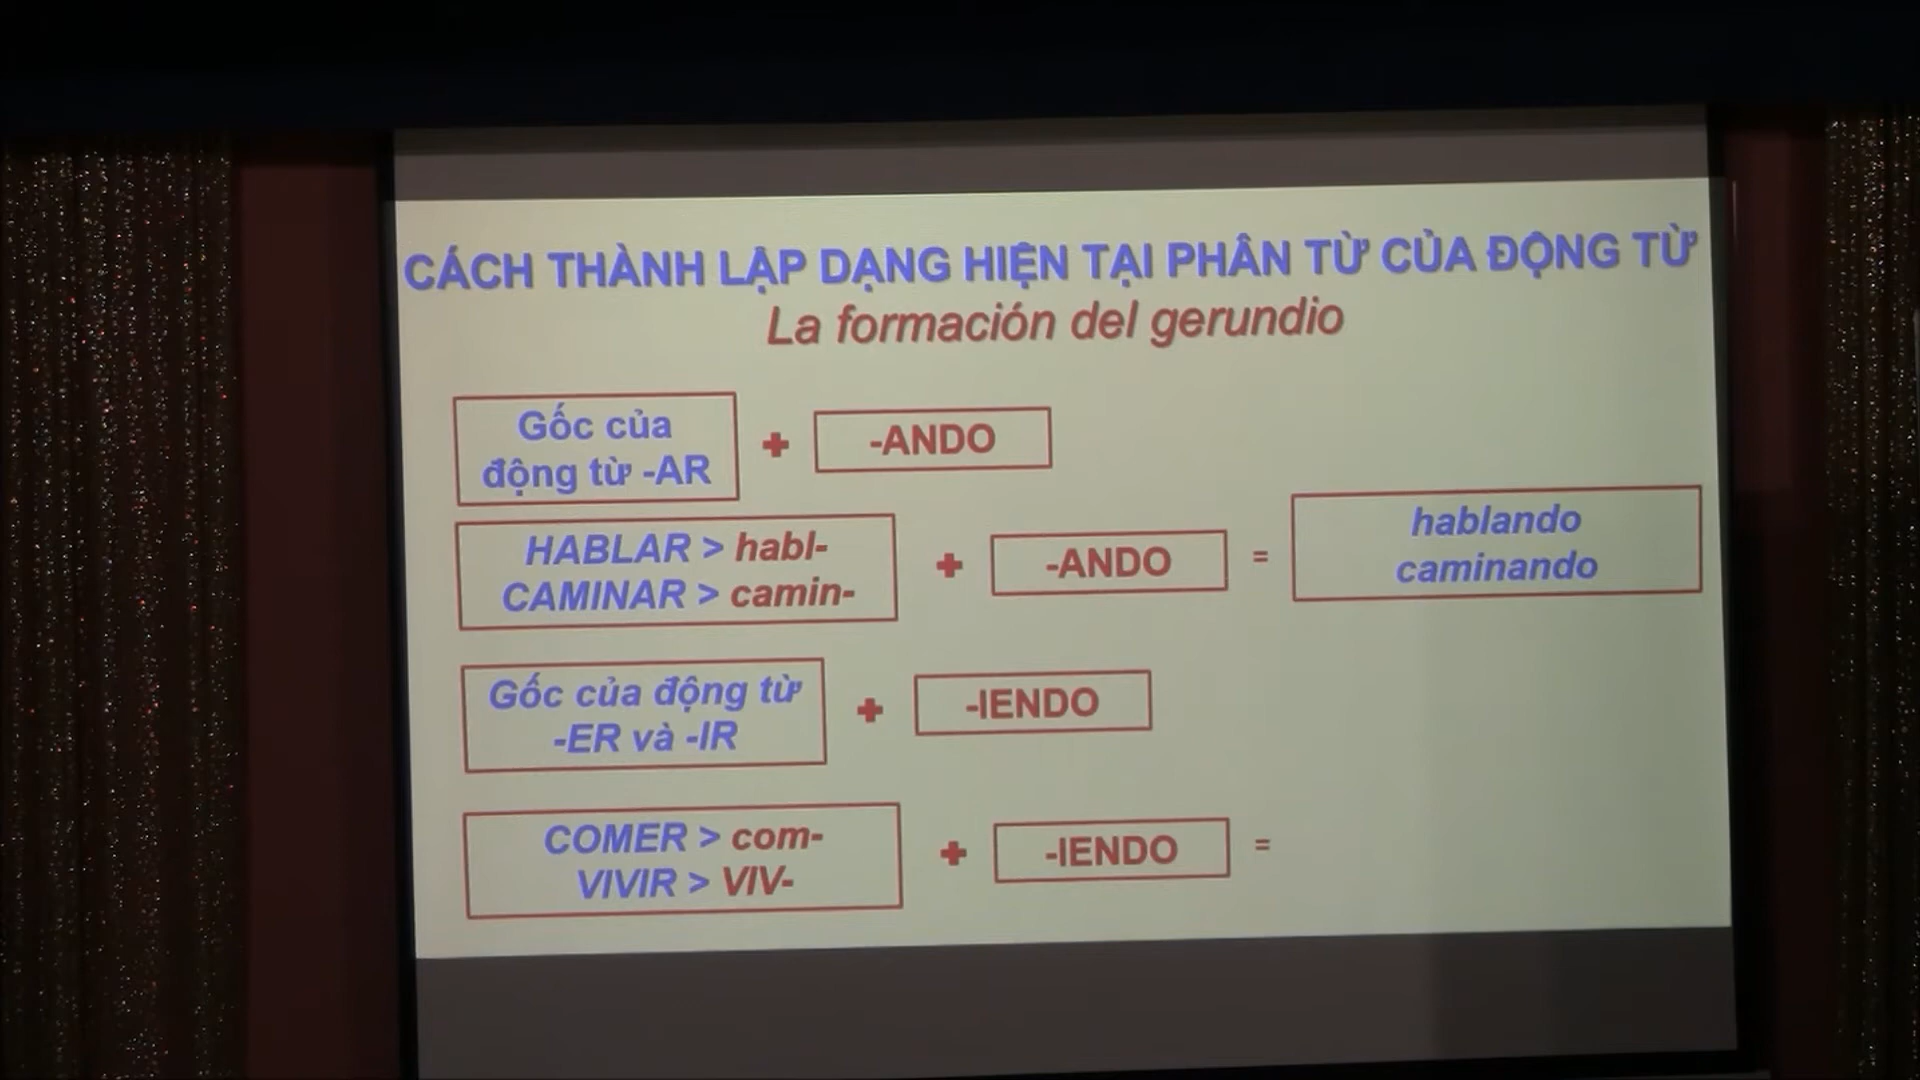 CÁCH THÀNH LẬP DẠNG HIỆN TẠI PHÂN TỪ CỦA ĐỘNG TỪ
La formación del gerundio
Gốc của
động từ -AR
+
-ANDO
HABLAR > habl-
CAMINAR > camin-
+
-ANDO
=
hablando
caminando
Gốc của động từ
-ER và -IR
+
-IENDO
COMER > com-
VIVIR > VIV-
+
-IENDO
=